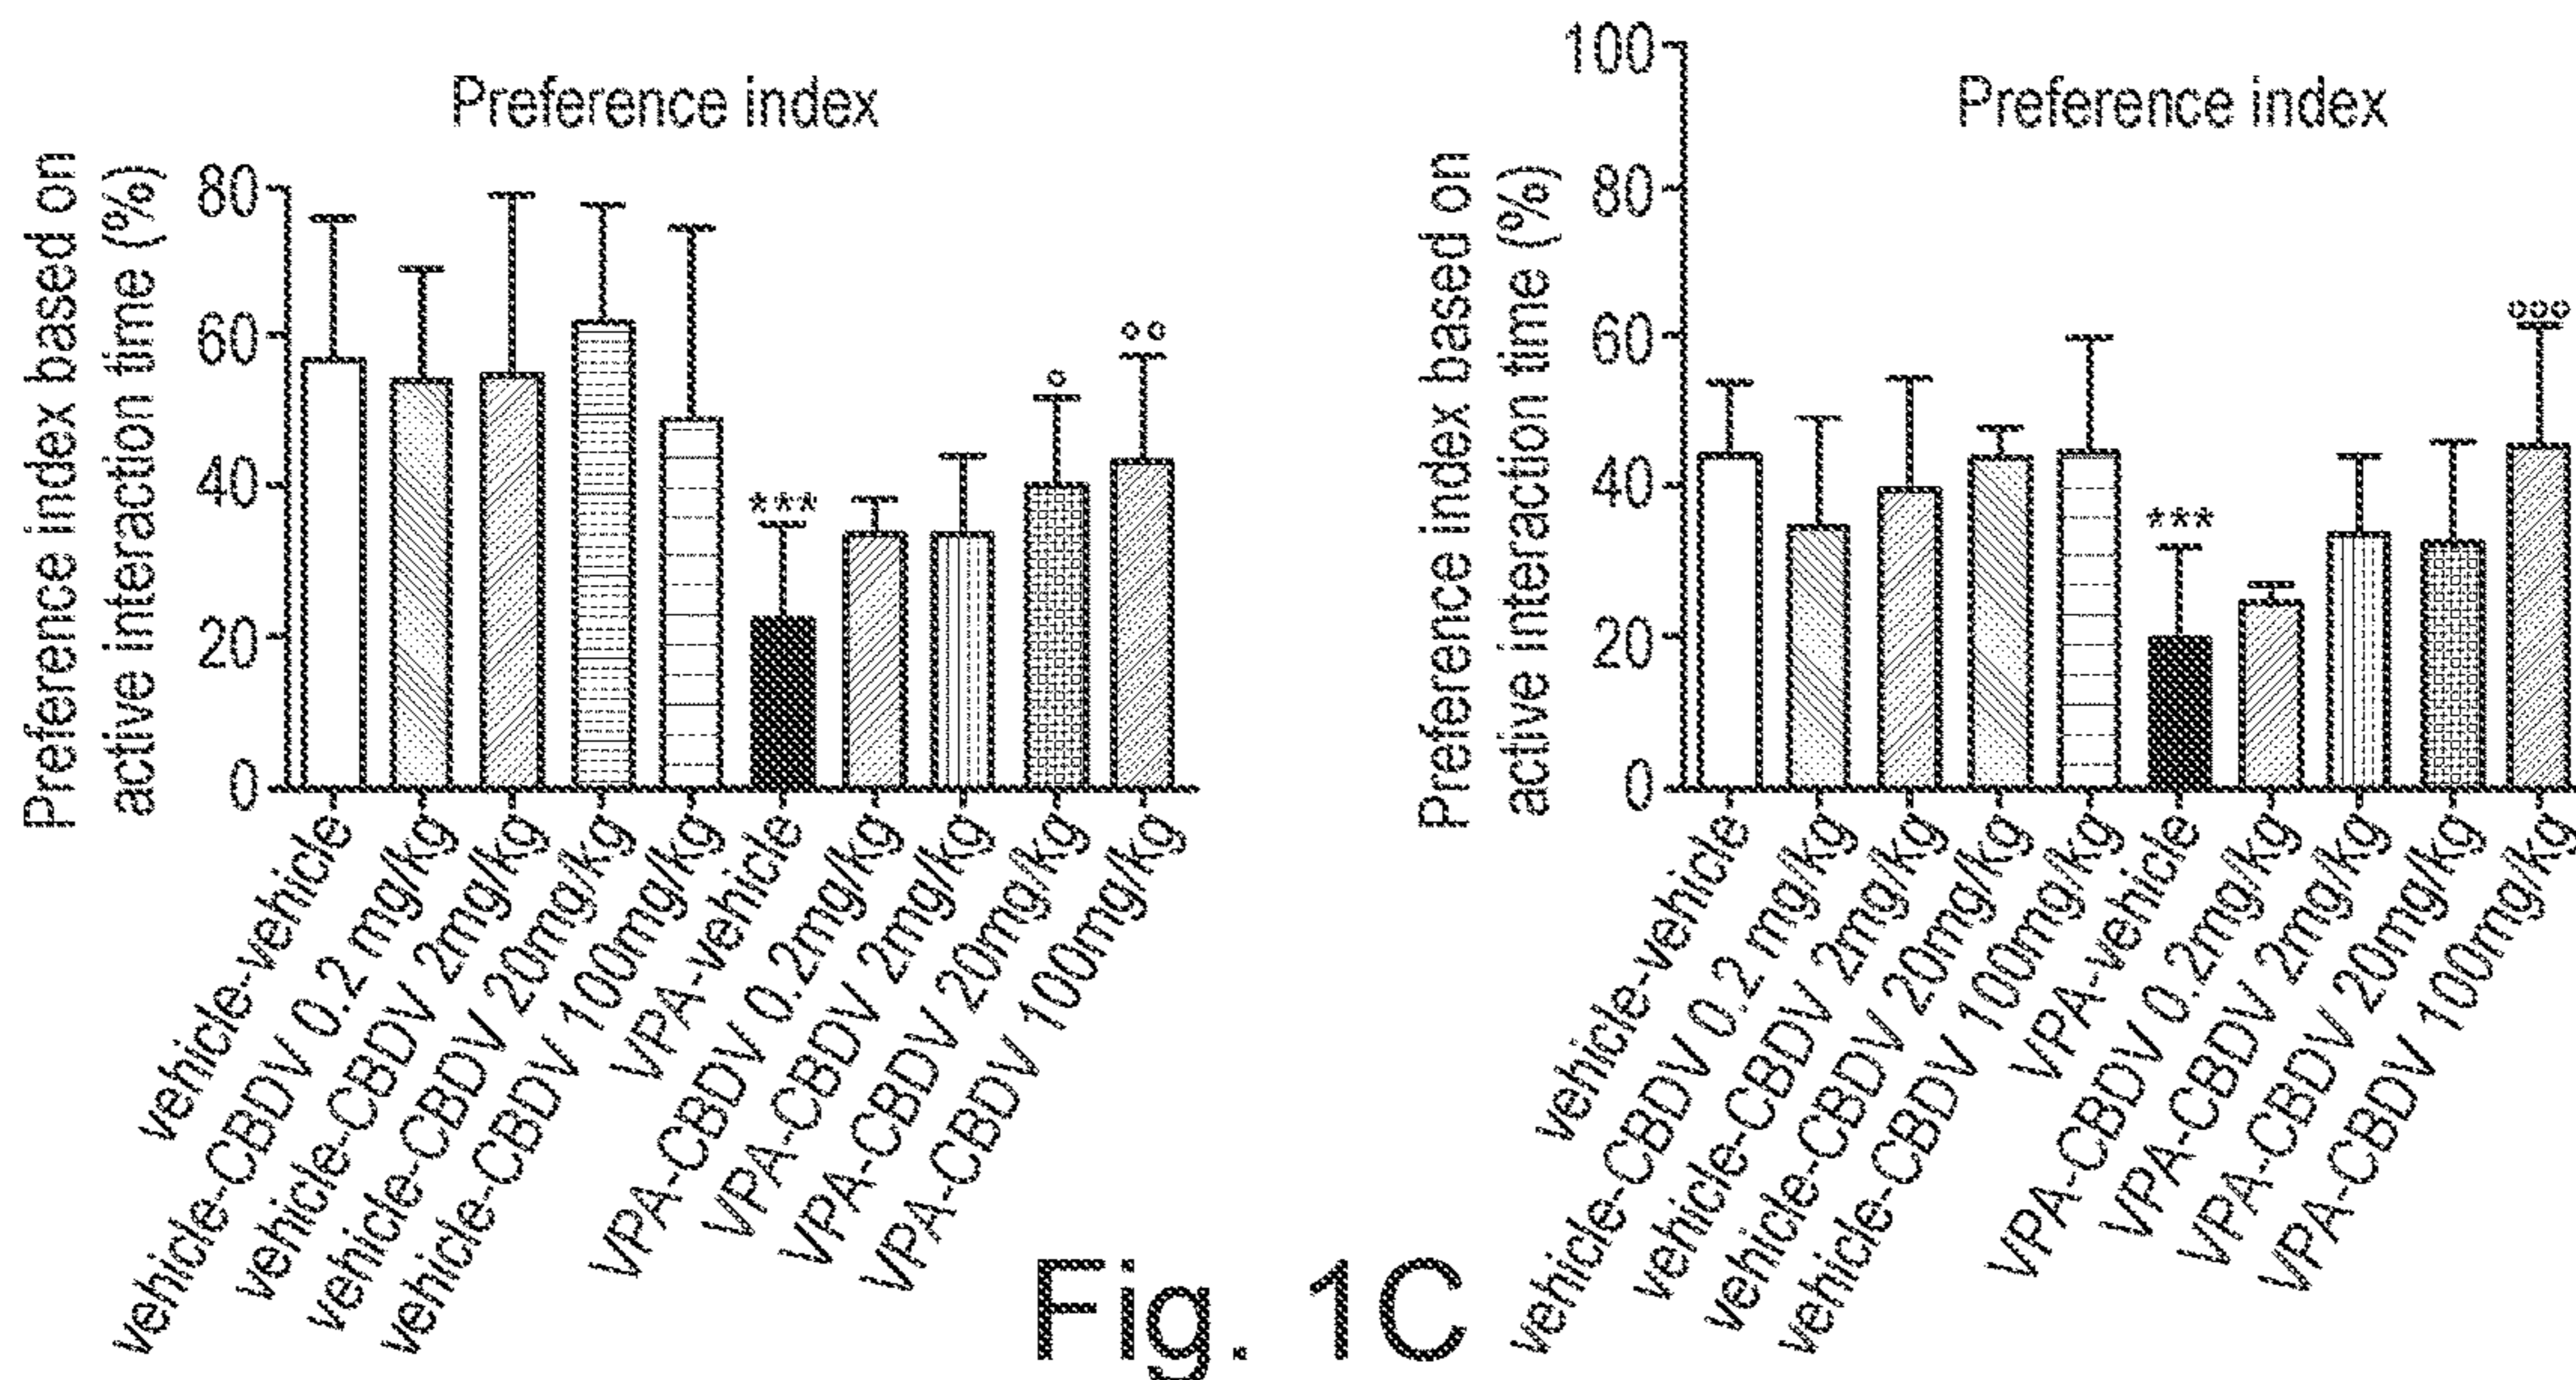 Preference index
Preference index based on
active interaction time (%)
80
60
40
20
0
***
°
°°
vehicle-vehicle
vehicle-CBDV 0.2 mg/kg
vehicle-CBDV 2mg/kg
vehicle-CBDV 20mg/kg
vehicle-CBDV 100mg/kg
VPA-vehicle
VPA-CBDV 0.2mg/kg
VPA-CBDV 2mg/kg
VPA-CBDV 20mg/kg
VPA-CBDV 100mg/kg
Preference index
Preference index based on
active interaction time (%)
100
80
60
40
20
0
***
°°°
vehicle-vehicle
vehicle-CBDV 0.2 mg/kg
vehicle-CBDV 2mg/kg
vehicle-CBDV 20mg/kg
vehicle-CBDV 100mg/kg
VPA-vehicle
VPA-CBDV 0.2mg/kg
VPA-CBDV 2mg/kg
VPA-CBDV 20mg/kg
VPA-CBDV 100mg/kg
Fig. 1C